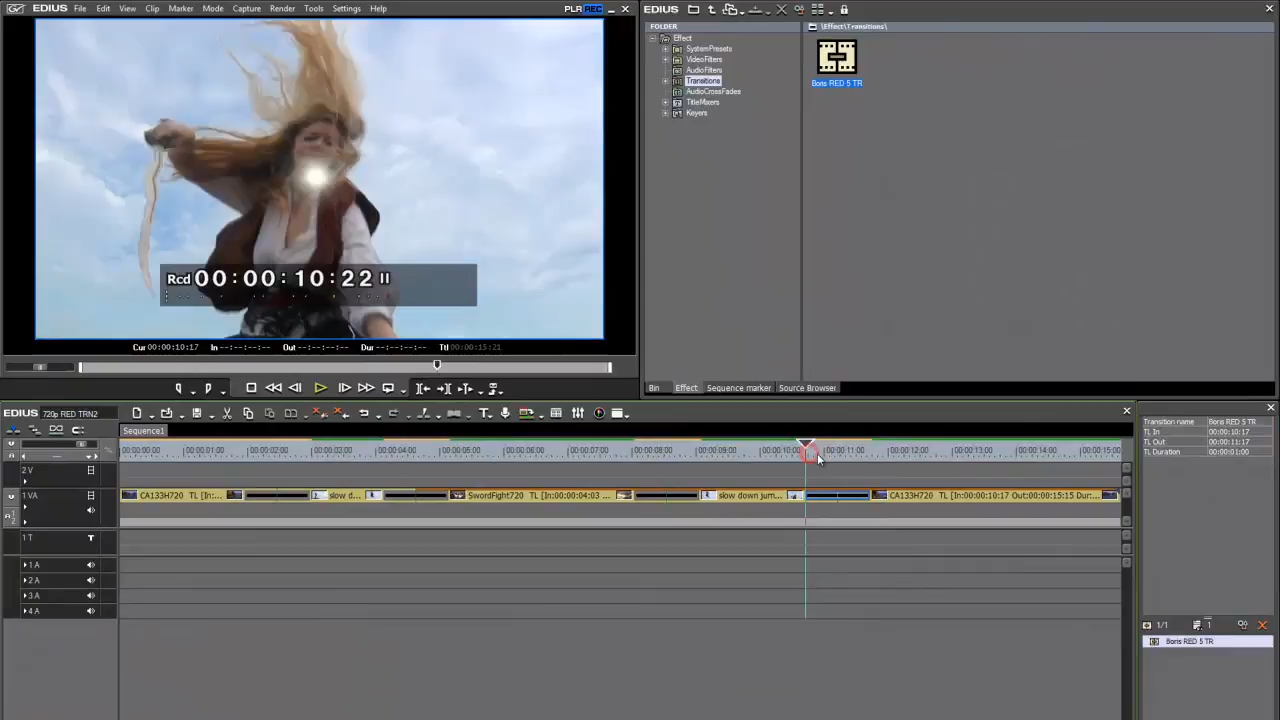 EDIUS File Edit View Clip Marker Mode Capture Render Tools Settings Help PLR REC
Rcd 00:00:10:22
Cur 00:00:10:17 In --:--:--:-- Out --:--:--:-- Dur --:--:--:-- Ttl 00:00:15:21
EDIUS
FOLDER
Effect
SystemPresets
VideoFilters
AudioFilters
Transitions
AudioCrossFades
TitleMixers
Keyers
\Effect\Transitions\
Boris RED 5 TR
Bin Effect Sequence marker Source Browser
EDIUS 720p RED TRN2
Sequence1
00:00:00:00 00:00:01:00 00:00:02:00 00:00:03:00 00:00:04:00 00:00:05:00 00:00:06:00 00:00:07:00 00:00:08:00 00:00:09:00 00:00:10:00 00:00:11:00 00:00:12:00 00:00:13:00 00:00:14:00 00:00:15:00
2 V
1 VA CA133H720 TL [In:... slow d... SwordFight720 TL [In:00:00:04:03 ... slow down jum... CA133H720 TL [In:00:00:10:17 Out:00:00:15:15 Dur:...
A 1 2
1 T T
1 A
2 A
3 A
4 A
Transition name Boris RED 5 TR
TL In 00:00:10:17
TL Out 00:00:11:17
TL Duration 00:00:01:00
1/1 1
Boris RED 5 TR